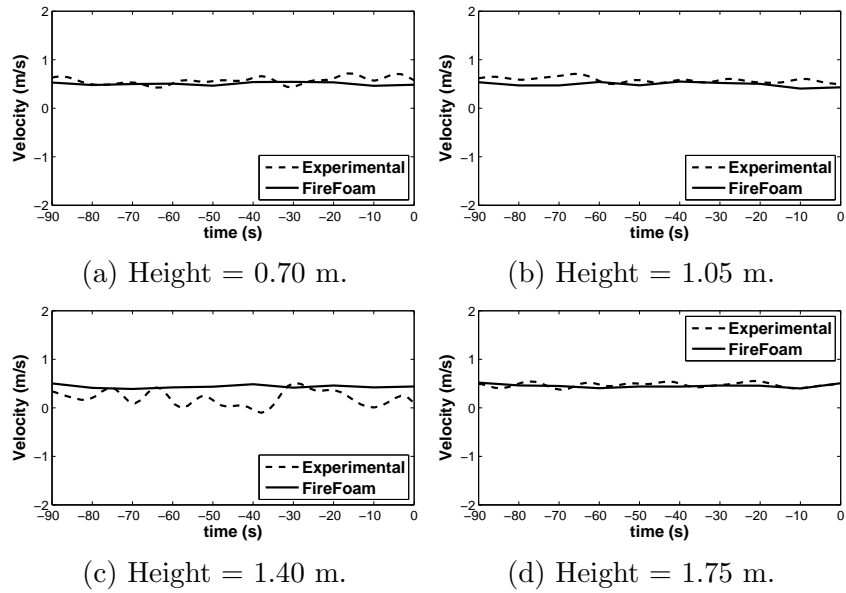 2
1
0
−1
−2
Velocity (m/s)
Experimental
FireFoam
−90 −80 −70 −60 −50 −40 −30 −20 −10 0
time (s)
(a) Height = 0.70 m.
2
1
0
−1
−2
Velocity (m/s)
Experimental
FireFoam
−90 −80 −70 −60 −50 −40 −30 −20 −10 0
time (s)
(b) Height = 1.05 m.
2
1
0
−1
−2
Velocity (m/s)
Experimental
FireFoam
−90 −80 −70 −60 −50 −40 −30 −20 −10 0
time (s)
(c) Height = 1.40 m.
2
1
0
−1
−2
Velocity (m/s)
Experimental
FireFoam
−90 −80 −70 −60 −50 −40 −30 −20 −10 0
time (s)
(d) Height = 1.75 m.